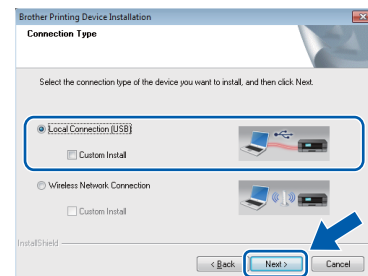 Brother Printing Device Installation
Connection Type
Select the connection type of the device you want to install, and then click Next.
Local Connection (USB)
Custom Install
Wireless Network Connection
Custom Install
InstallShield
< Back Next > Cancel